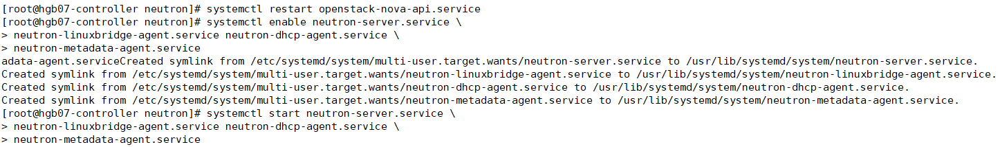 [root@hgb07-controller neutron]# systemctl restart openstack-nova-api.service
[root@hgb07-controller neutron]# systemctl enable neutron-server.service \
> neutron-linuxbridge-agent.service neutron-dhcp-agent.service \
> neutron-metadata-agent.service
adata-agent.serviceCreated symlink from /etc/systemd/system/multi-user.target.wants/neutron-server.service to /usr/lib/systemd/system/neutron-server.service.
Created symlink from /etc/systemd/system/multi-user.target.wants/neutron-linuxbridge-agent.service to /usr/lib/systemd/system/neutron-linuxbridge-agent.service.
Created symlink from /etc/systemd/system/multi-user.target.wants/neutron-dhcp-agent.service to /usr/lib/systemd/system/neutron-dhcp-agent.service.
Created symlink from /etc/systemd/system/multi-user.target.wants/neutron-metadata-agent.service to /usr/lib/systemd/system/neutron-metadata-agent.service.
[root@hgb07-controller neutron]# systemctl start neutron-server.service \
> neutron-linuxbridge-agent.service neutron-dhcp-agent.service \
> neutron-metadata-agent.service